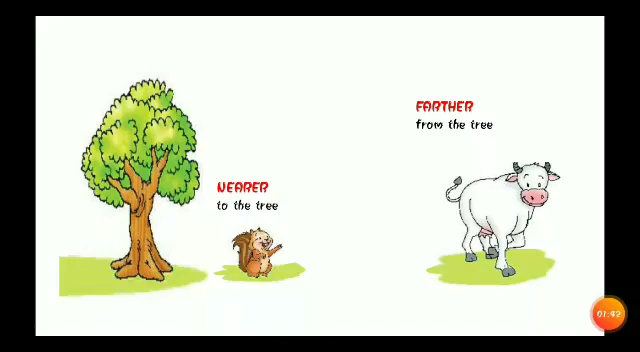 FARTHER
from the tree
NEARER
to the tree
01:42